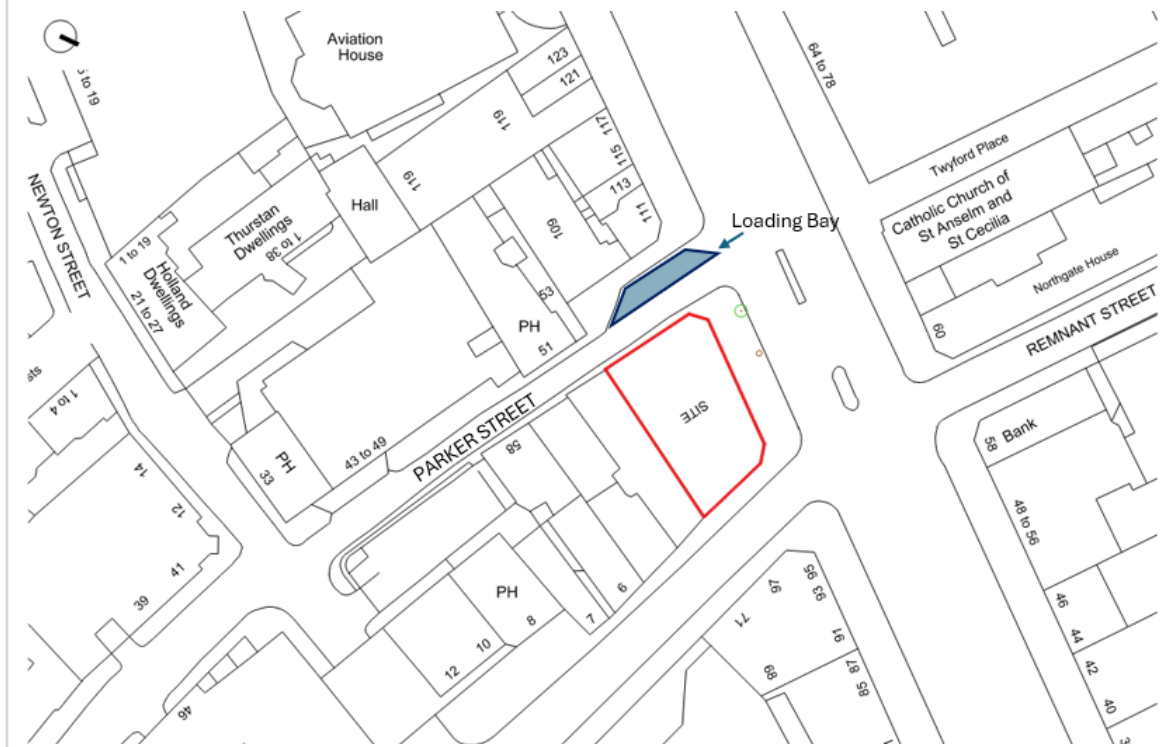 Aviation
House
5 to 19
123
121
119
117
115
113
111
119
109
64 to 78
Twyford Place
Catholic Church of
St Anselm and
St Cecilia
Northgate House
60
REMNANT STREET
NEWTON STREET
Hall
Thurstan
Dwellings
1 to 38
1 to 19
Holland
Dwellings
21 to 27
Loading Bay
53
PH
51
SITE
PARKER STREET
43 to 49
PH
33
58
sts
1 to 4
14
12
41
39
PH
6
7
8
10
12
46
58
Bank
48 to 56
46
44
42
40
97
95
93
91
71
89
87
85